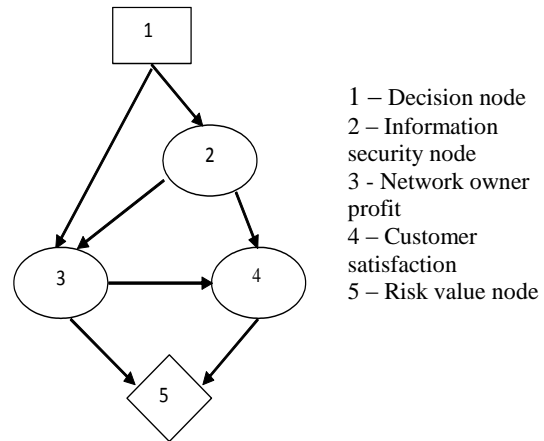 1
2
3
4
5
1 – Decision node
2 – Information
security node
3 - Network owner
profit
4 – Customer
satisfaction
5 – Risk value node